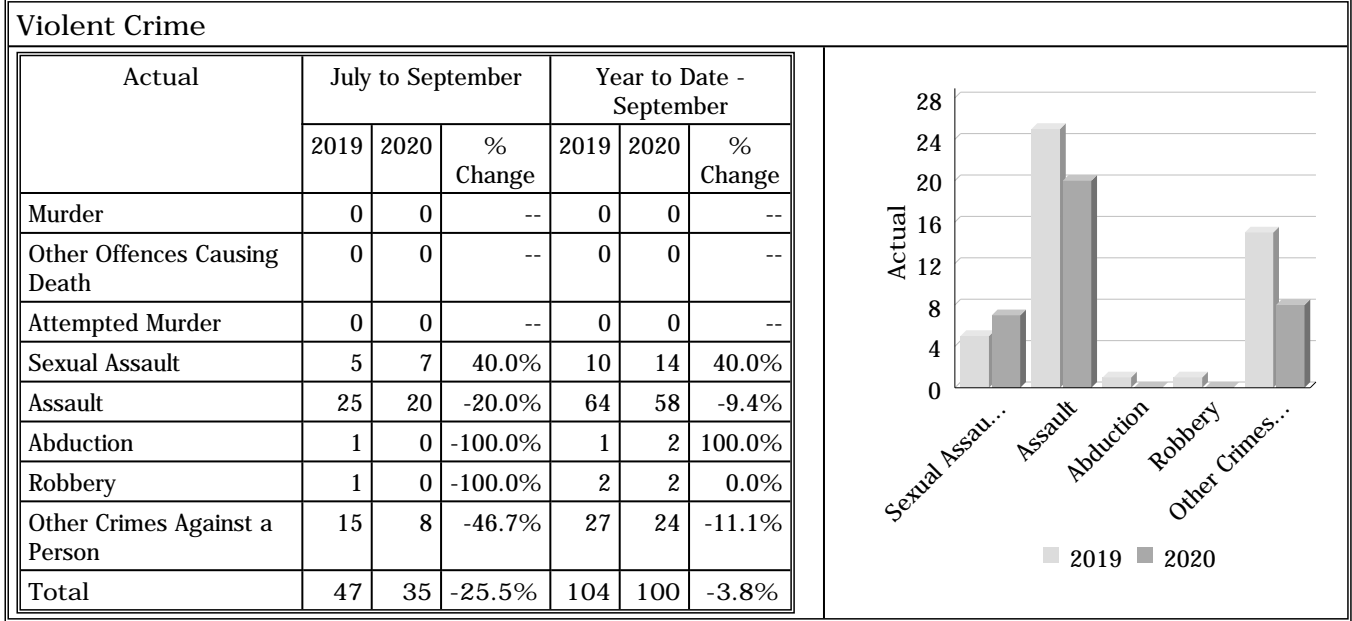 Violent Crime
Actual July to September Year to Date -
September
2019 2020 % 2019 2020 %
Change Change
Murder 0 0 -- 0 0 --
Other Offences Causing 0 0 -- 0 0 --
Death
Attempted Murder 0 0 -- 0 0 --
Sexual Assault 5 7 40.0% 10 14 40.0%
Assault 25 20 -20.0% 64 58 -9.4%
Abduction 1 0 -100.0% 1 2 100.0%
Robbery 1 0 -100.0% 2 2 0.0%
Other Crimes Against a 15 8 -46.7% 27 24 -11.1%
Person
Total 47 35 -25.5% 104 100 -3.8%
Actual
28
24
20
16
12
8
4
0
Sexual Assau...
Assault
Abduction
Robbery
Other Crimes...
2019 2020